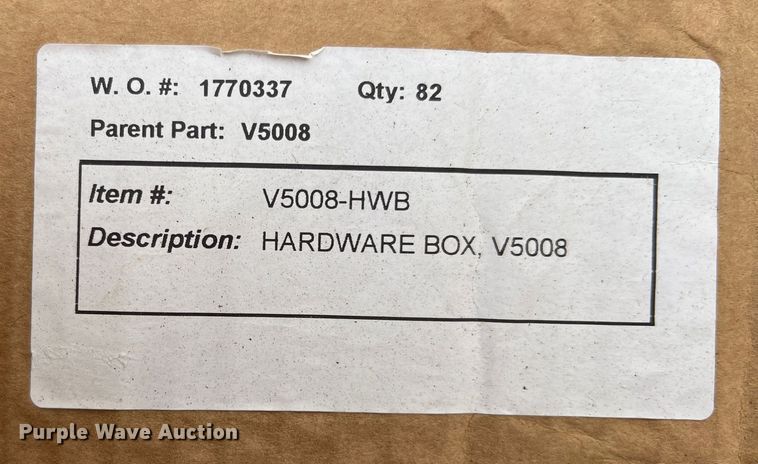 W. O. #: 1770337 Qty: 82
Parent Part: V5008
Item #: V5008-HWB
Description: HARDWARE BOX, V5008
Purple Wave Auction